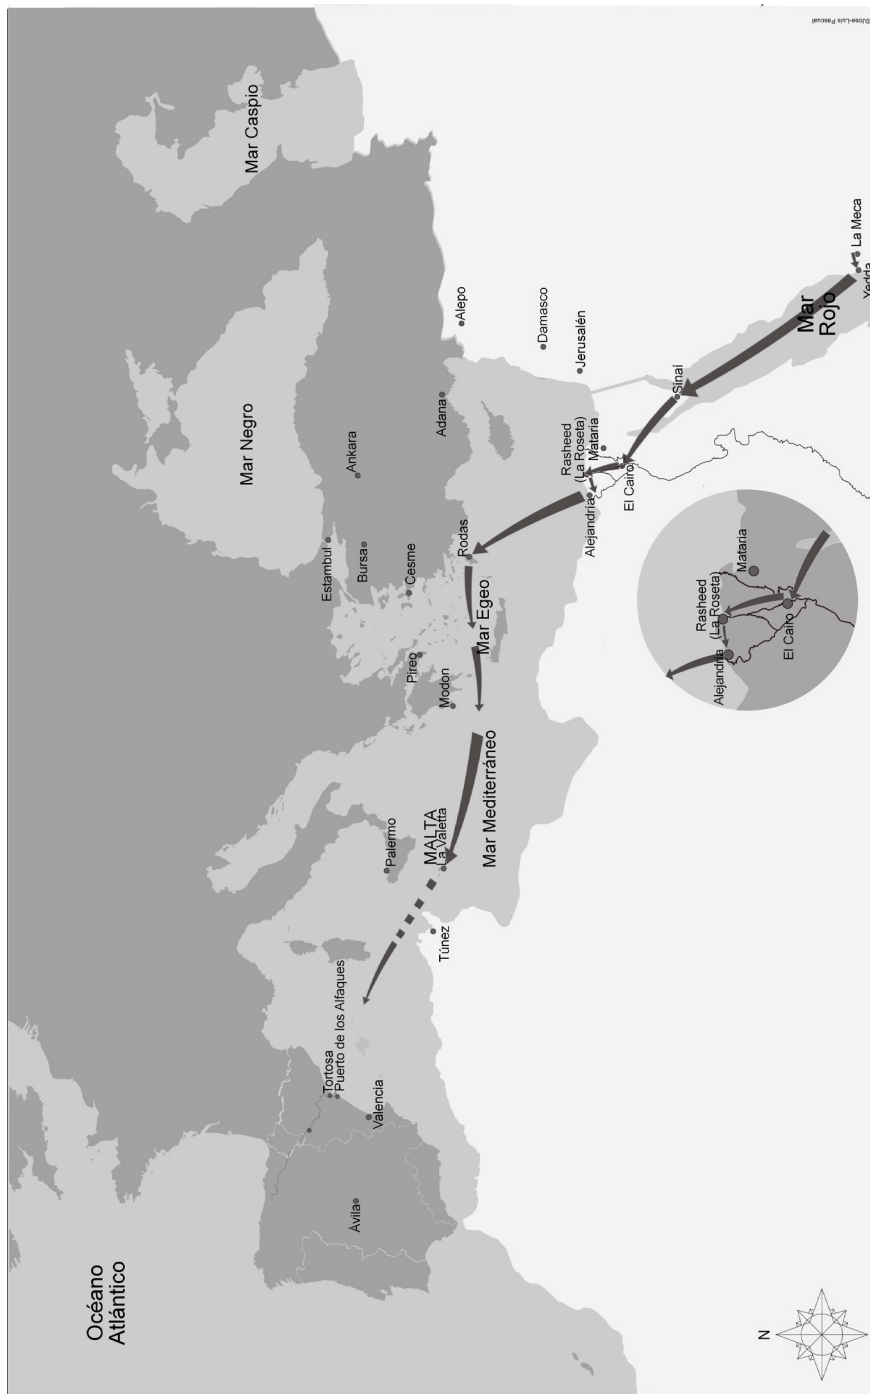 ©Jose-Luis Pascual
Océano
Atlántico
Mar Negro
Mar Caspio
Estambul
Bursa
Ankara
Cesme
Pireo
Modon
Mar Egeo
Rodas
Adana
Alepo
Damasco
Jerusalén
Palermo
MALTA
La Valetta
Mar Mediterráneo
Túnez
Tortosa
Puerto de los Alfaques
Valencia
Ávila
Alejandría
Rasheed
(La Roseta)
Mataria
El Cairo
Sinaí
Mar
Rojo
La Meca
Yedda
Alejandría
Rasheed
(La Roseta)
Mataria
El Cairo
N